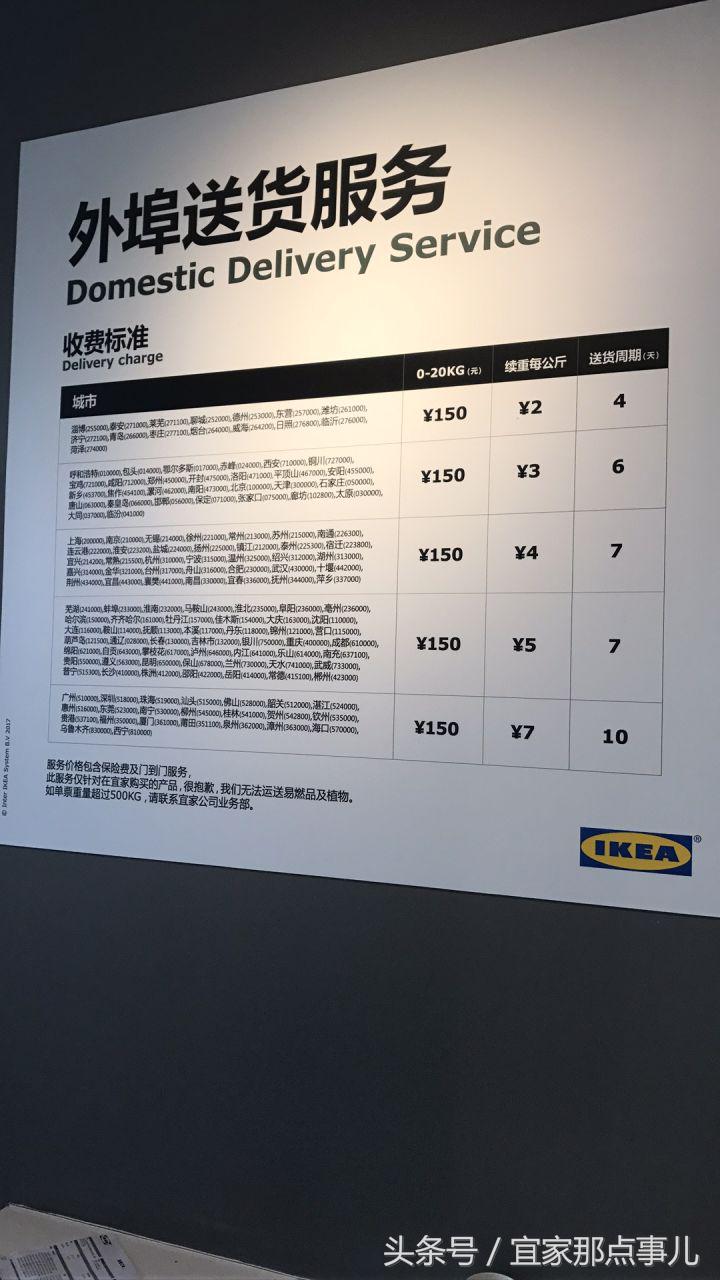 外埠送货服务
Domestic Delivery Service
收费标准
Delivery charge
城市 0-20KG(元) 续重每公斤 送货周期(天)
淄博(255000),泰安(271000),莱芜(271100),聊城(252000),德州(253000),东营(257000),潍坊(261000),
济宁(272100),青岛(266000),枣庄(277100),烟台(264000),威海(264200),日照(276800),临沂(276000),
菏泽(274000)
¥150 ¥2 4
呼和浩特(010000),包头(014000),鄂尔多斯(017000),赤峰(024000),西安(710000),铜川(727000),
宝鸡(721000),咸阳(712000),郑州(450000),开封(475000),洛阳(471000),平顶山(467000),安阳(455000),
新乡(453700),焦作(454100),漯河(462000),南阳(473000),北京(100000),天津(300000),石家庄(050000),
唐山(063000),秦皇岛(066000),邯郸(056000),保定(071000),张家口(075000),廊坊(102800),太原(030000),
大同(037000),临汾(041000)
¥150 ¥3 6
上海(200000),南京(210000),无锡(214000),徐州(221000),常州(213000),苏州(215000),南通(226300),
连云港(222000),淮安(223200),盐城(224000),扬州(225000),镇江(212000),泰州(225300),宿迁(223800),
宜兴(214200),常熟(215500),杭州(310000),宁波(315000),温州(325000),绍兴(312000),湖州(313000),
嘉兴(314000),金华(321000),台州(317000),舟山(316000),合肥(230000),武汉(430000),十堰(442000),
荆州(434000),宜昌(443000),襄樊(441000),南昌(330000),宜春(336000),抚州(344000),萍乡(337000)
¥150 ¥4 7
芜湖(241000),蚌埠(233000),淮南(232000),马鞍山(243000),淮北(235000),阜阳(236000),亳州(236000),
哈尔滨(150000),齐齐哈尔(161000),牡丹江(157000),佳木斯(154000),大庆(163000),沈阳(110000),
大连(116000),鞍山(114000),抚顺(113000),本溪(117000),丹东(118000),锦州(121000),营口(115000),
葫芦岛(121500),通辽(028000),长春(130000),吉林市(132000),银川(750000),重庆(400000),成都(610000),
绵阳(621000),自贡(643000),攀枝花(617000),泸州(646000),内江(641000),乐山(614000),南充(637100),
贵阳(550000),遵义(563000),昆明(650000),保山(678000),兰州(730000),天水(741000),武威(733000),
普宁(515300),长沙(410000),株洲(412000),邵阳(422000),岳阳(414000),常德(415100),郴州(423000)
¥150 ¥5 7
广州(510000),深圳(518000),珠海(519000),汕头(515000),佛山(528000),韶关(512000),湛江(524000),
惠州(516000),东莞(523000),南宁(530000),柳州(545000),桂林(541000),贺州(542800),钦州(535000),
贵港(537100),福州(350000),厦门(361000),莆田(351100),泉州(362000),漳州(363000),海口(570000),
乌鲁木齐(830000),西宁(810000)
¥150 ¥7 10
服务价格包含保险费及门到门服务,
此服务仅针对在宜家购买的产品,很抱歉,我们无法运送易燃品及植物。
如单票重量超过500KG,请联系宜家公司业务部。
© Inter IKEA System B.V 2017
IKEA®
头条号 / 宜家那点事儿